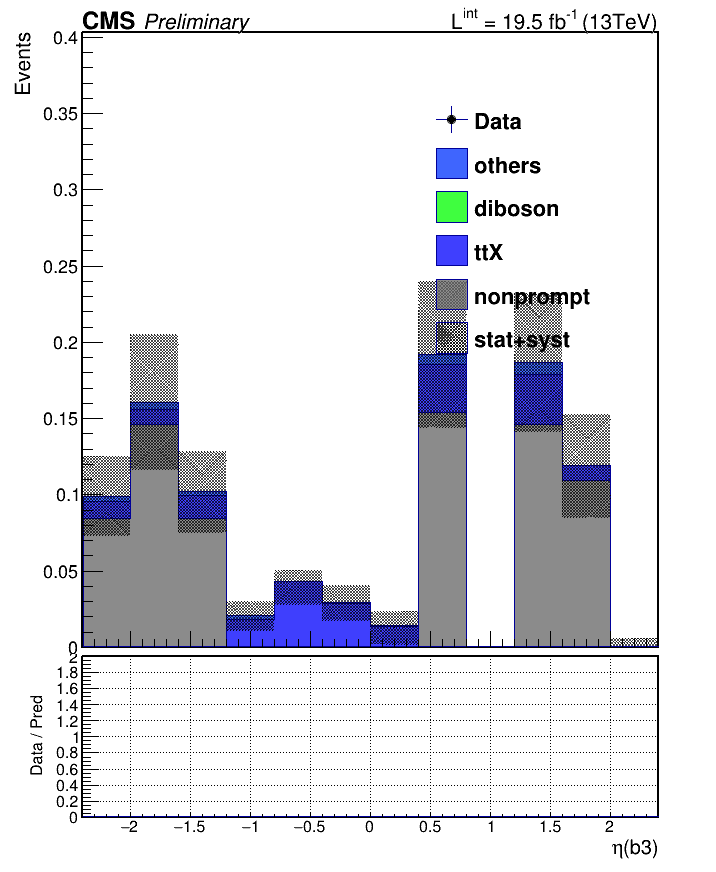 CMS Preliminary
L^int = 19.5 fb^-1 (13TeV)
Events
0.4
0.35
0.3
0.25
0.2
0.15
0.1
0.05
0
Data
others
diboson
ttX
nonprompt
stat+syst
Data / Pred
2
1.8
1.6
1.4
1.2
1
0.8
0.6
0.4
0.2
0
−2 −1.5 −1 −0.5 0 0.5 1 1.5 2
η(b3)